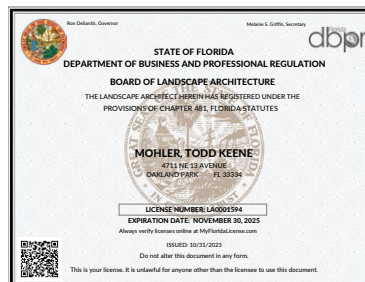 Ron DeSantis, Governor
Melanie S. Griffin, Secretary
Florida
dbpr
STATE OF FLORIDA
DEPARTMENT OF BUSINESS AND PROFESSIONAL REGULATION
BOARD OF LANDSCAPE ARCHITECTURE
THE LANDSCAPE ARCHITECT HEREIN HAS REGISTERED UNDER THE
PROVISIONS OF CHAPTER 481, FLORIDA STATUTES
MOHLER, TODD KEENE
4711 NE 13 AVENUE
OAKLAND PARK FL 33334
LICENSE NUMBER: LA0001594
EXPIRATION DATE: NOVEMBER 30, 2025
Always verify licenses online at MyFloridaLicense.com
ISSUED: 10/31/2023
Do not alter this document in any form.
This is your license. It is unlawful for anyone other than the licensee to use this document.